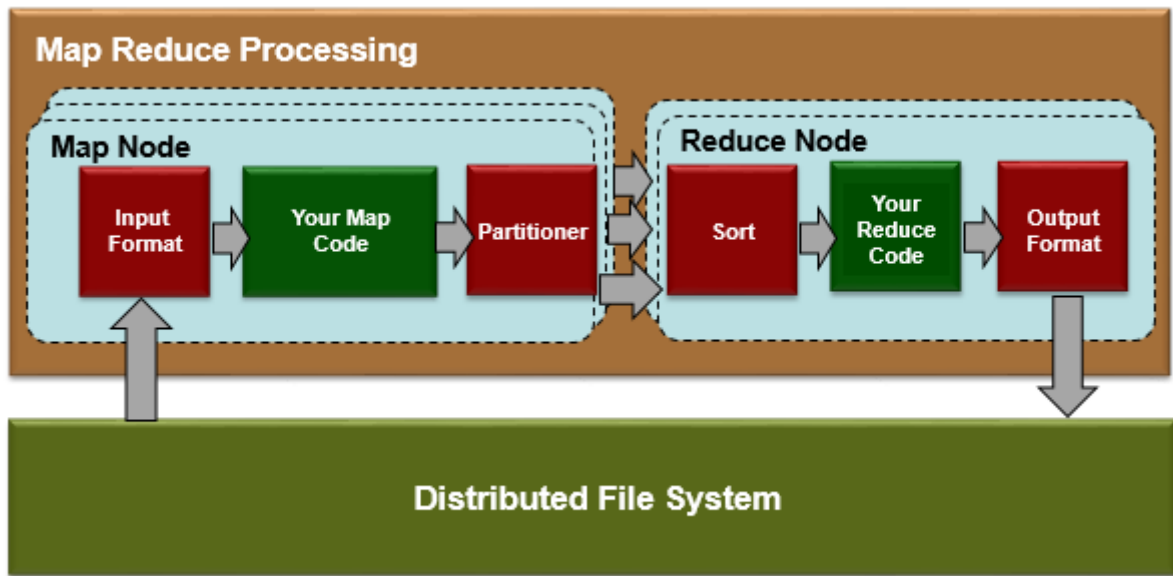 Map Reduce Processing
Map Node
Reduce Node
Input
Format
Your Map
Code
Partitioner
Sort
Your
Reduce
Code
Output
Format
Distributed File System